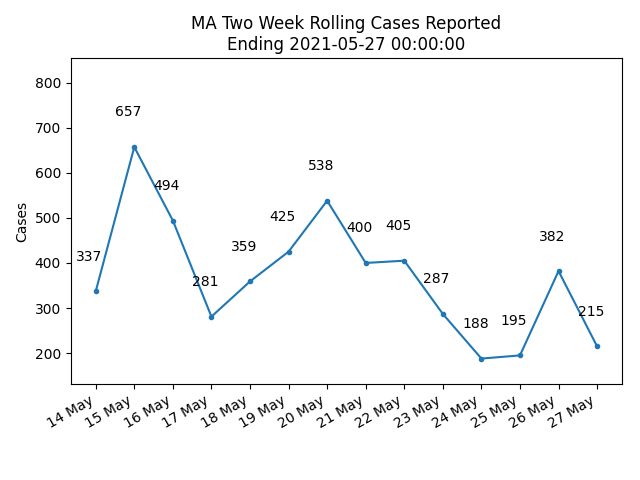 MA Two Week Rolling Cases Reported
Ending 2021-05-27 00:00:00
Cases
800
700
600
500
400
300
200
337
657
494
281
359
425
538
400
405
287
188
195
382
215
14 May
15 May
16 May
17 May
18 May
19 May
20 May
21 May
22 May
23 May
24 May
25 May
26 May
27 May